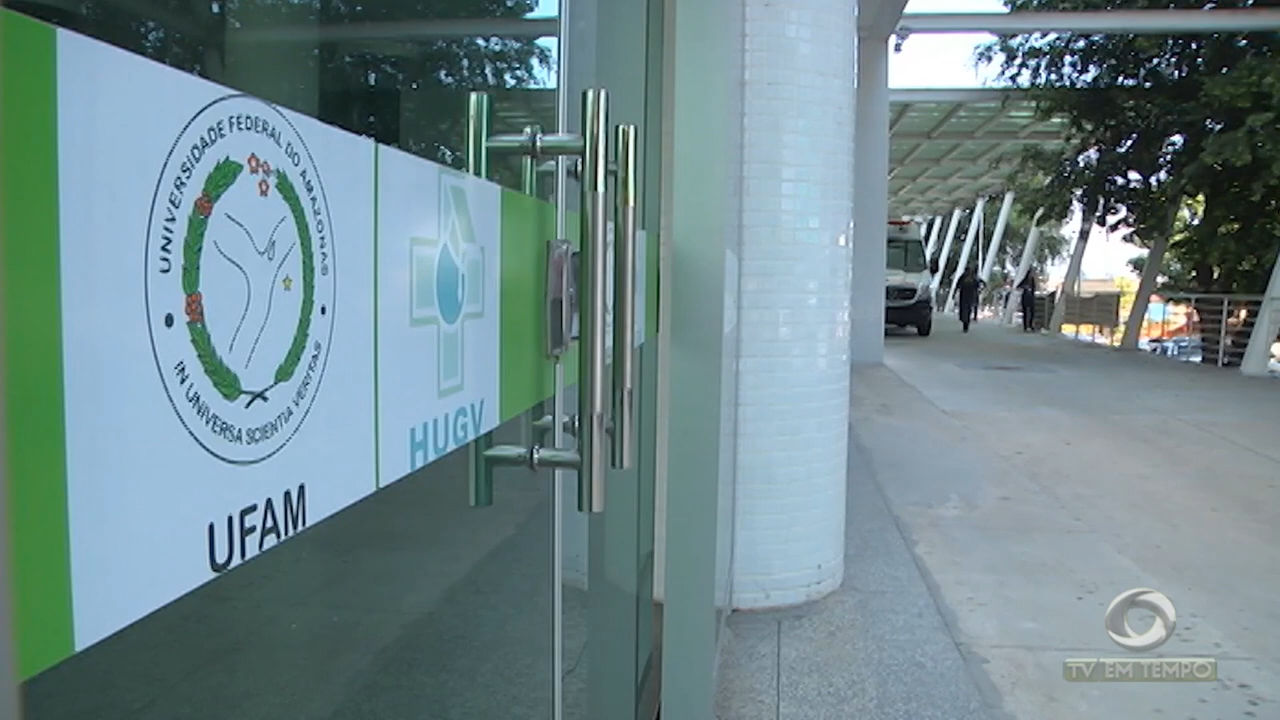 UNIVERSIDADE FEDERAL DO AMAZONAS
IN UNIVERSA SCIENTIA VERITAS
UFAM
HUGV
TV EM TEMPO